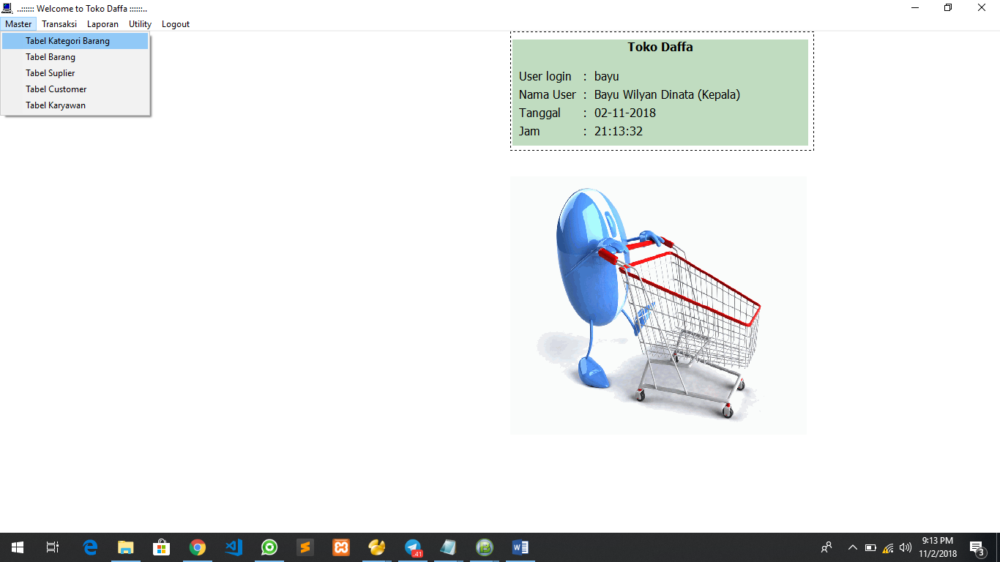 ..:::::: Welcome to Toko Daffa ::::::..
Master Transaksi Laporan Utility Logout
Tabel Kategori Barang
Tabel Barang
Tabel Suplier
Tabel Customer
Tabel Karyawan
Toko Daffa
User login : bayu
Nama User : Bayu Wilyan Dinata (Kepala)
Tanggal : 02-11-2018
Jam : 21:13:32
41
9:13 PM
11/2/2018
3